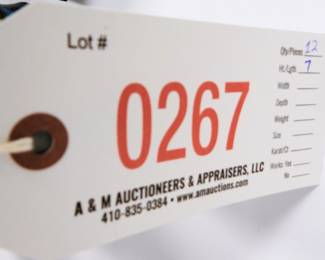 Lot #
0267
A & M AUCTIONEERS & APPRAISERS, LLC
410-835-0384 • www.amauctions.com
Qty/Pieces 12
Ht./Lgth. 7
Width
Depth
Weight
Size
Karat/Ct
Works: Yes
No